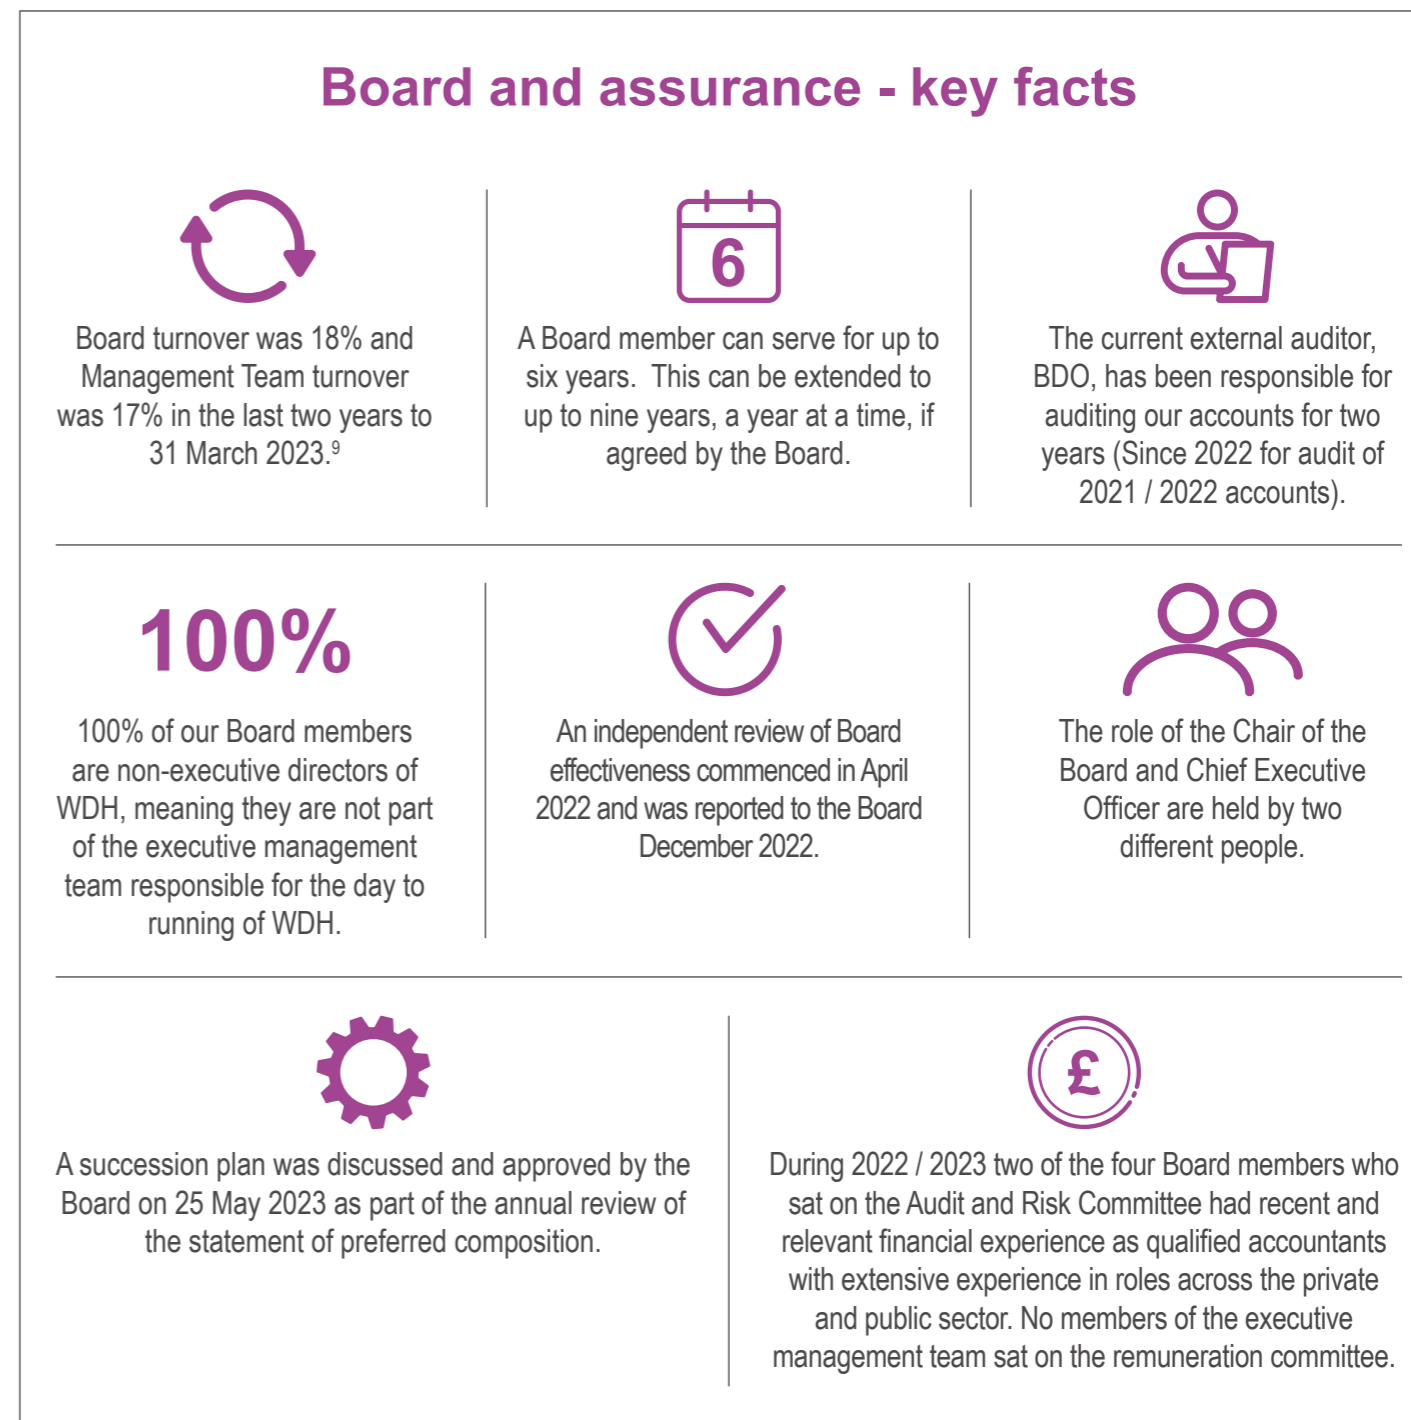 Board and assurance - key facts
Board turnover was 18% and
Management Team turnover
was 17% in the last two years to
31 March 2023.⁹
6
A Board member can serve for up to
six years.  This can be extended to
up to nine years, a year at a time, if
agreed by the Board.
The current external auditor,
BDO, has been responsible for
auditing our accounts for two
years (Since 2022 for audit of
2021 / 2022 accounts).
100%
100% of our Board members
are non-executive directors of
WDH, meaning they are not part
of the executive management
team responsible for the day to
running of WDH.
An independent review of Board
effectiveness commenced in April
2022 and was reported to the Board
December 2022.
The role of the Chair of the
Board and Chief Executive
Officer are held by two
different people.
A succession plan was discussed and approved by the
Board on 25 May 2023 as part of the annual review of
the statement of preferred composition.
£
During 2022 / 2023 two of the four Board members who
sat on the Audit and Risk Committee had recent and
relevant financial experience as qualified accountants
with extensive experience in roles across the private
and public sector. No members of the executive
management team sat on the remuneration committee.